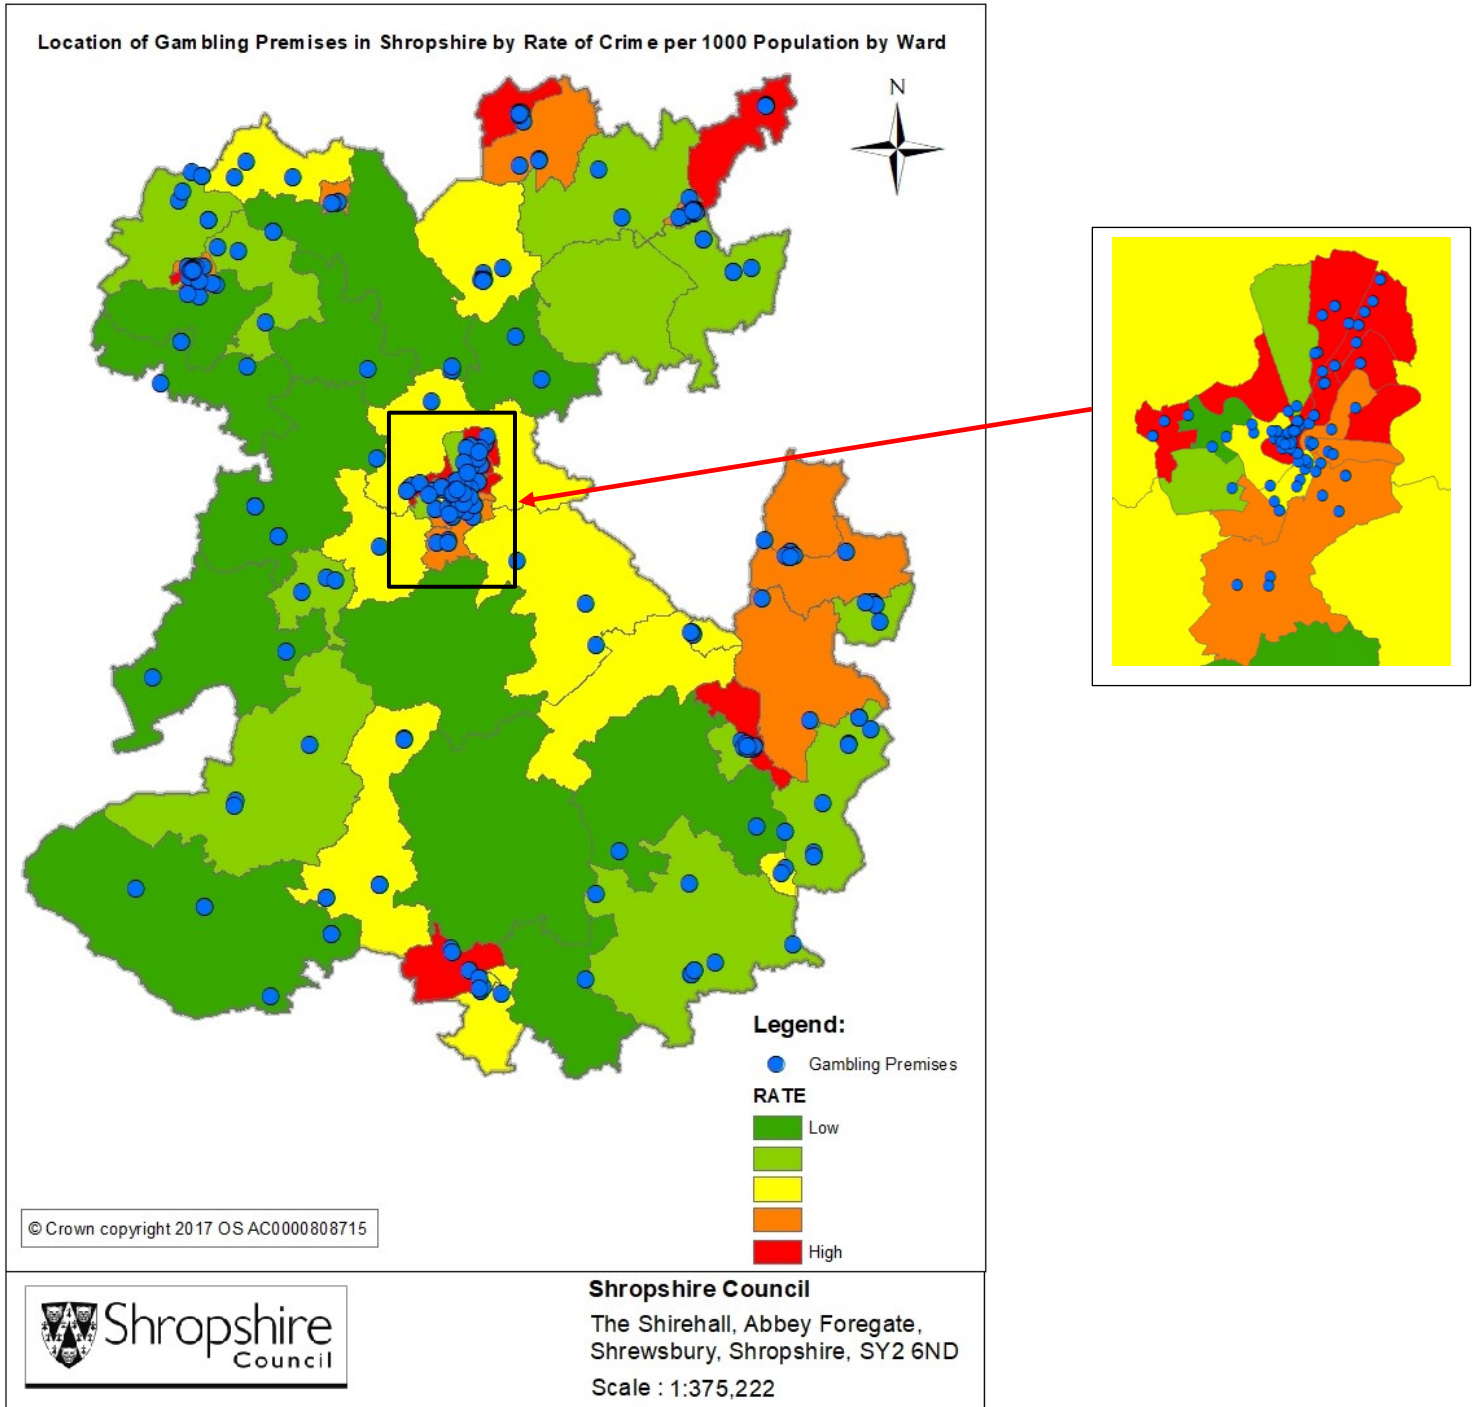 Location of Gambling Premises in Shropshire by Rate of Crime per 1000 Population by Ward
N
Legend:
Gambling Premises
RATE
Low
High
© Crown copyright 2017 OS AC0000808715
Shropshire
Council
Shropshire Council
The Shirehall, Abbey Foregate,
Shrewsbury, Shropshire, SY2 6ND
Scale : 1:375,222